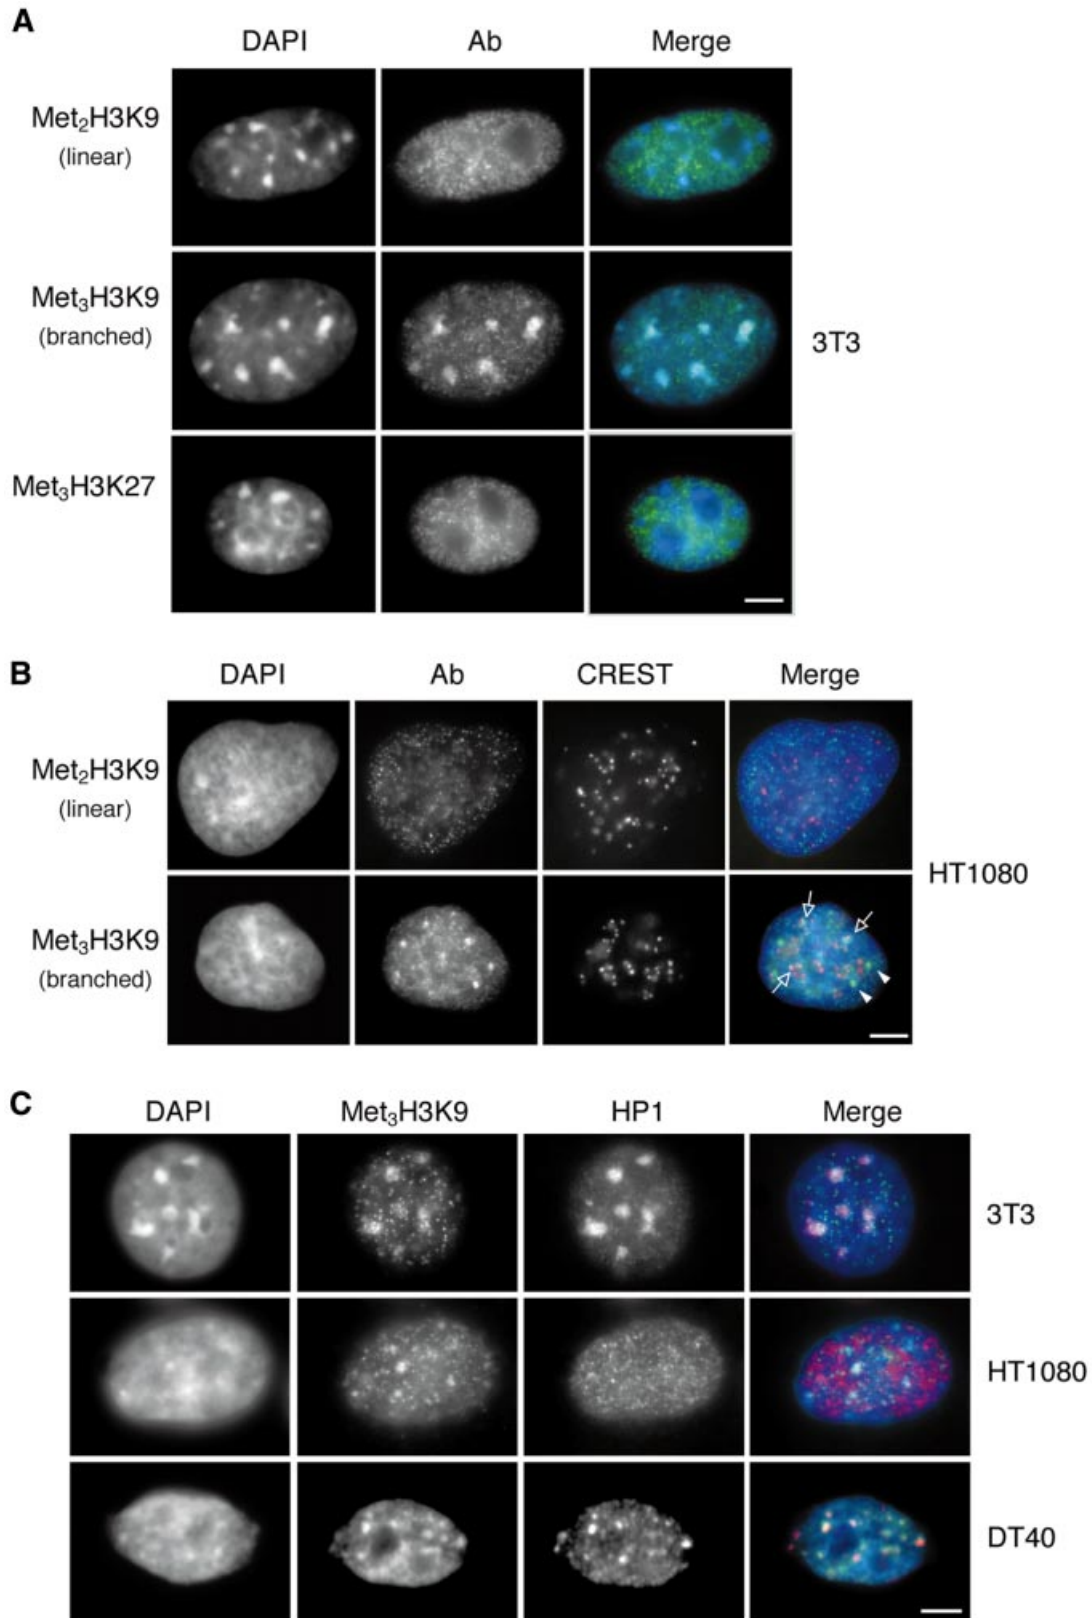 A
DAPI Ab Merge
Met₂H3K9
(linear)
Met₃H3K9
(branched)
3T3
Met₃H3K27
B
DAPI Ab CREST Merge
Met₂H3K9
(linear)
HT1080
Met₃H3K9
(branched)
C
DAPI Met₃H3K9 HP1 Merge
3T3
HT1080
DT40